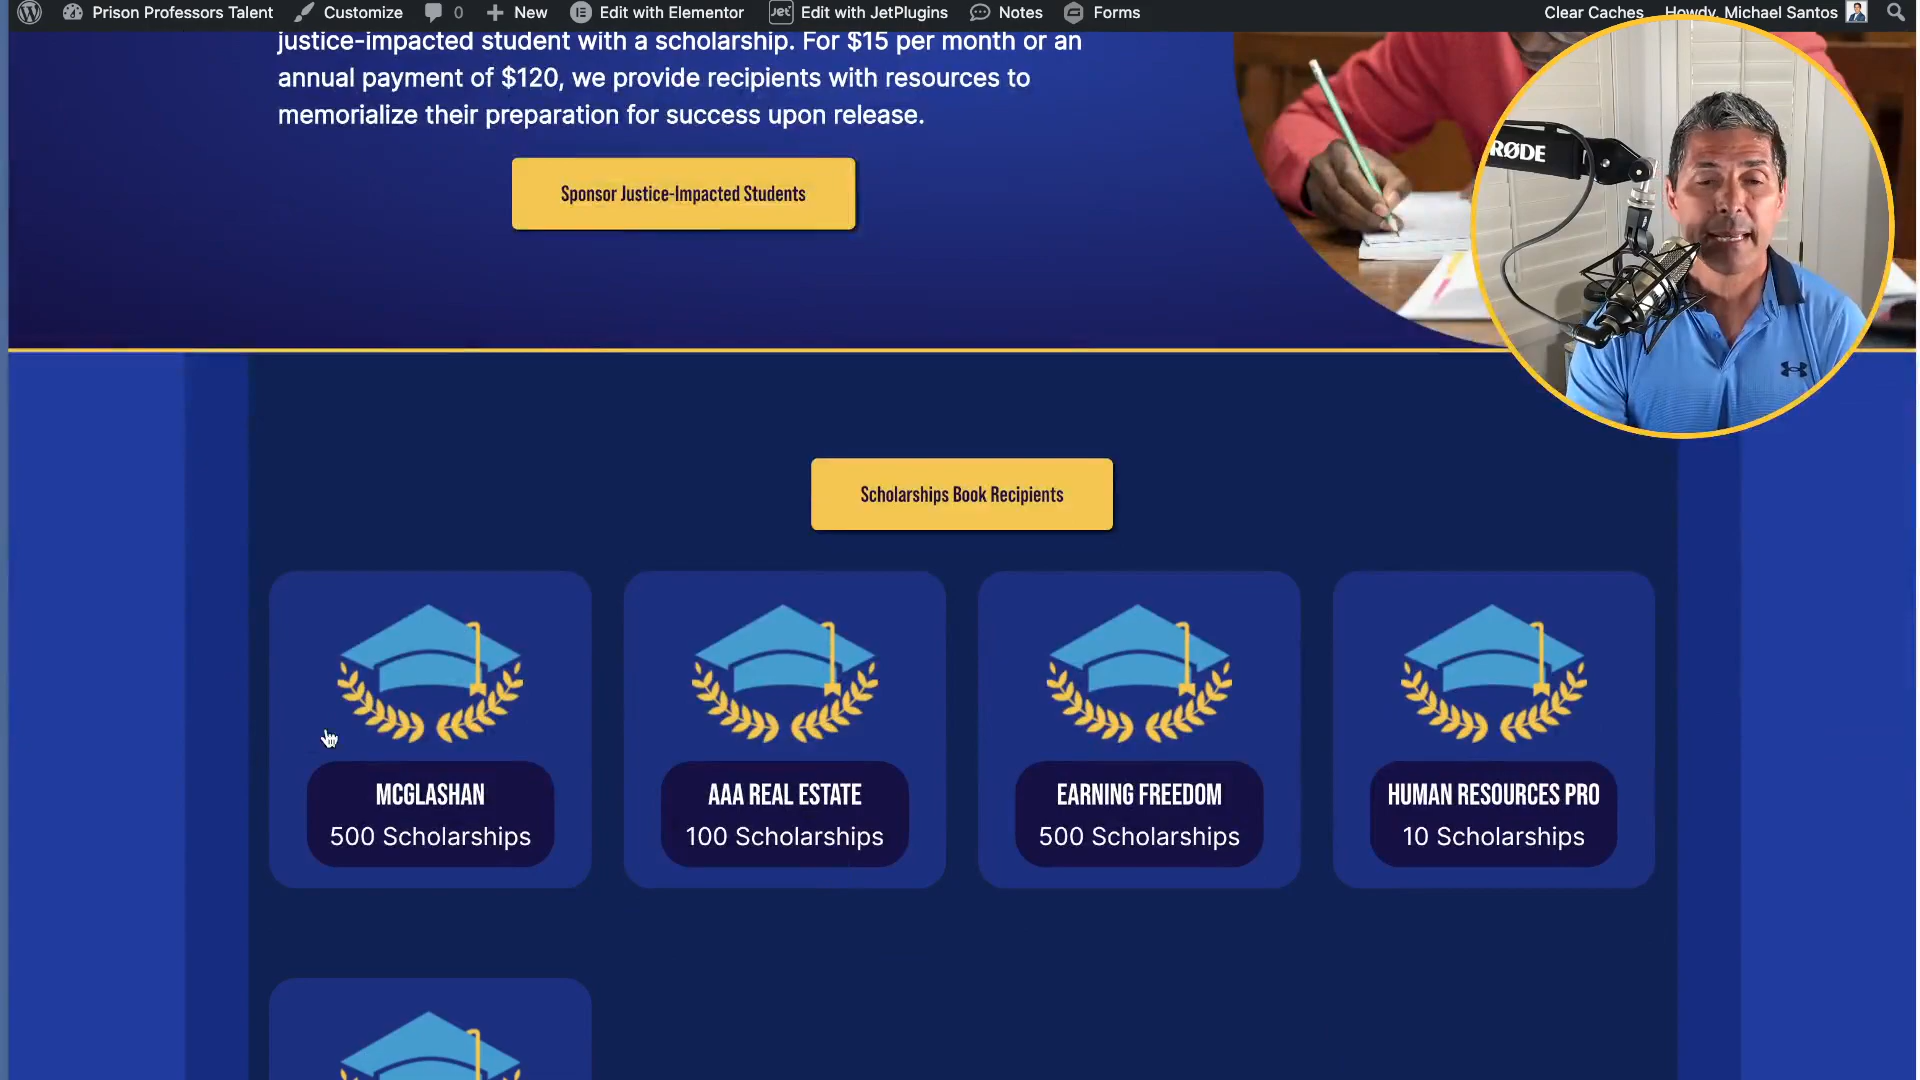 Prison Professors Talent Customize 0 New Edit with Elementor Jet Edit with JetPlugins Notes Forms Clear Caches Howdy, Michael Santos
justice-impacted student with a scholarship. For $15 per month or an
annual payment of $120, we provide recipients with resources to
memorialize their preparation for success upon release.
RØDE
Sponsor Justice-Impacted Students
Scholarships Book Recipients
MCGLASHAN
500 Scholarships
AAA REAL ESTATE
100 Scholarships
EARNING FREEDOM
500 Scholarships
HUMAN RESOURCES PRO
10 Scholarships